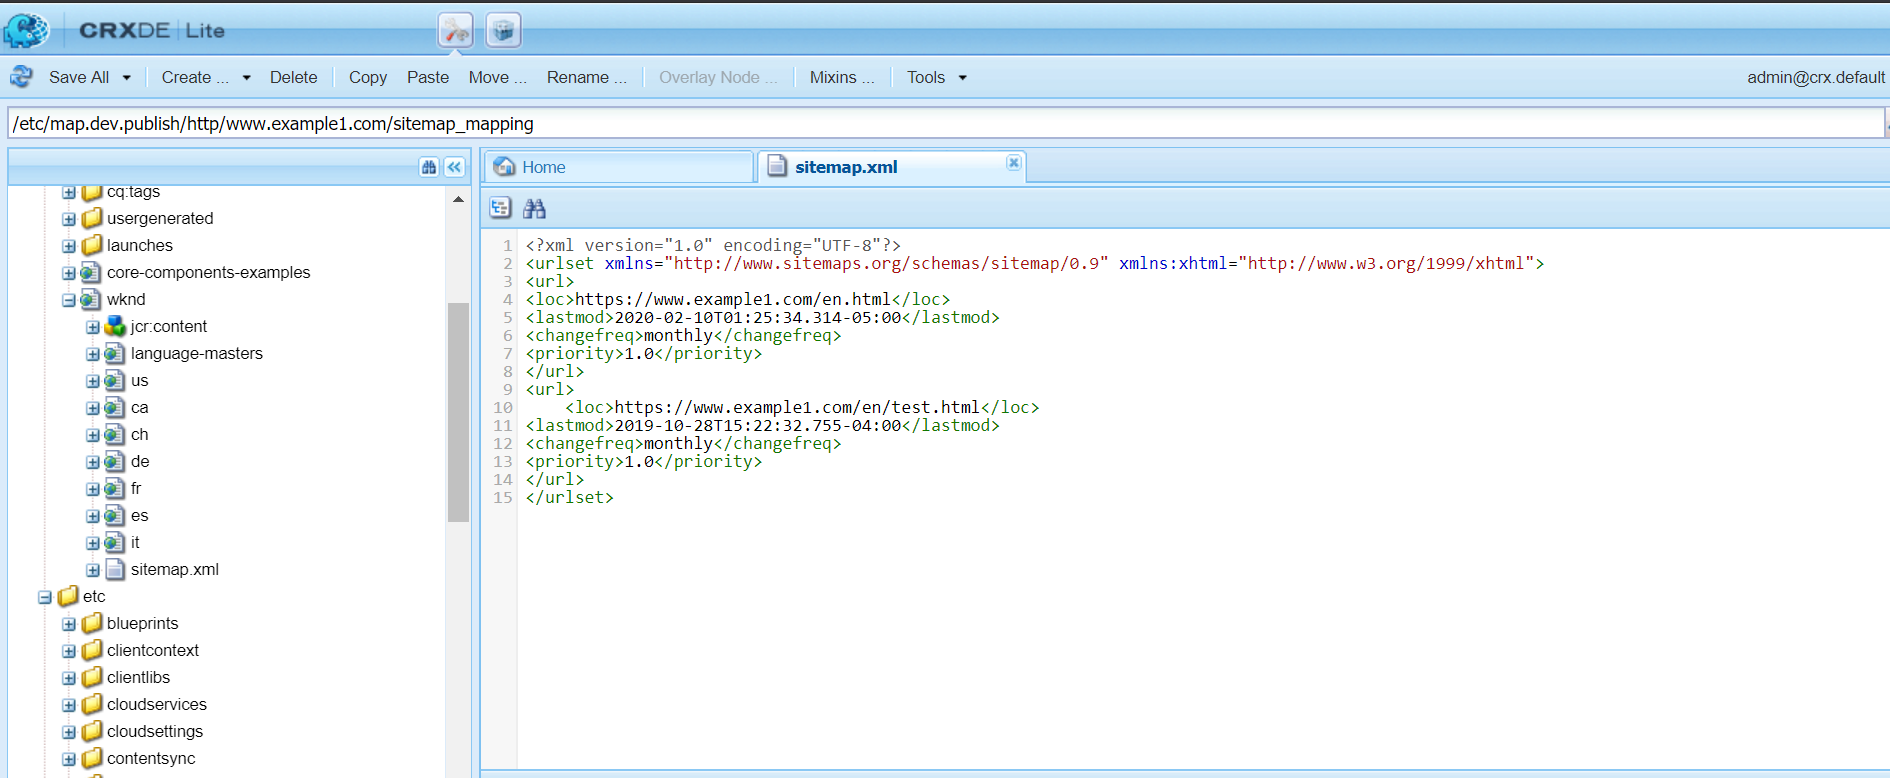 CRXDE | Lite
Save All Create ... Delete Copy Paste Move ... Rename ... Overlay Node ... Mixins ... Tools admin@crx.default
/etc/map.dev.publish/http/www.example1.com/sitemap_mapping
cq:tags
usergenerated
launches
core-components-examples
wknd
jcr:content
language-masters
us
ca
ch
de
fr
es
it
sitemap.xml
etc
blueprints
clientcontext
clientlibs
cloudservices
cloudsettings
contentsync
Home sitemap.xml
1 <?xml version="1.0" encoding="UTF-8"?>
2 <urlset xmlns="http://www.sitemaps.org/schemas/sitemap/0.9" xmlns:xhtml="http://www.w3.org/1999/xhtml">
3 <url>
4 <loc>https://www.example1.com/en.html</loc>
5 <lastmod>2020-02-10T01:25:34.314-05:00</lastmod>
6 <changefreq>monthly</changefreq>
7 <priority>1.0</priority>
8 </url>
9 <url>
10     <loc>https://www.example1.com/en/test.html</loc>
11 <lastmod>2019-10-28T15:22:32.755-04:00</lastmod>
12 <changefreq>monthly</changefreq>
13 <priority>1.0</priority>
14 </url>
15 </urlset>